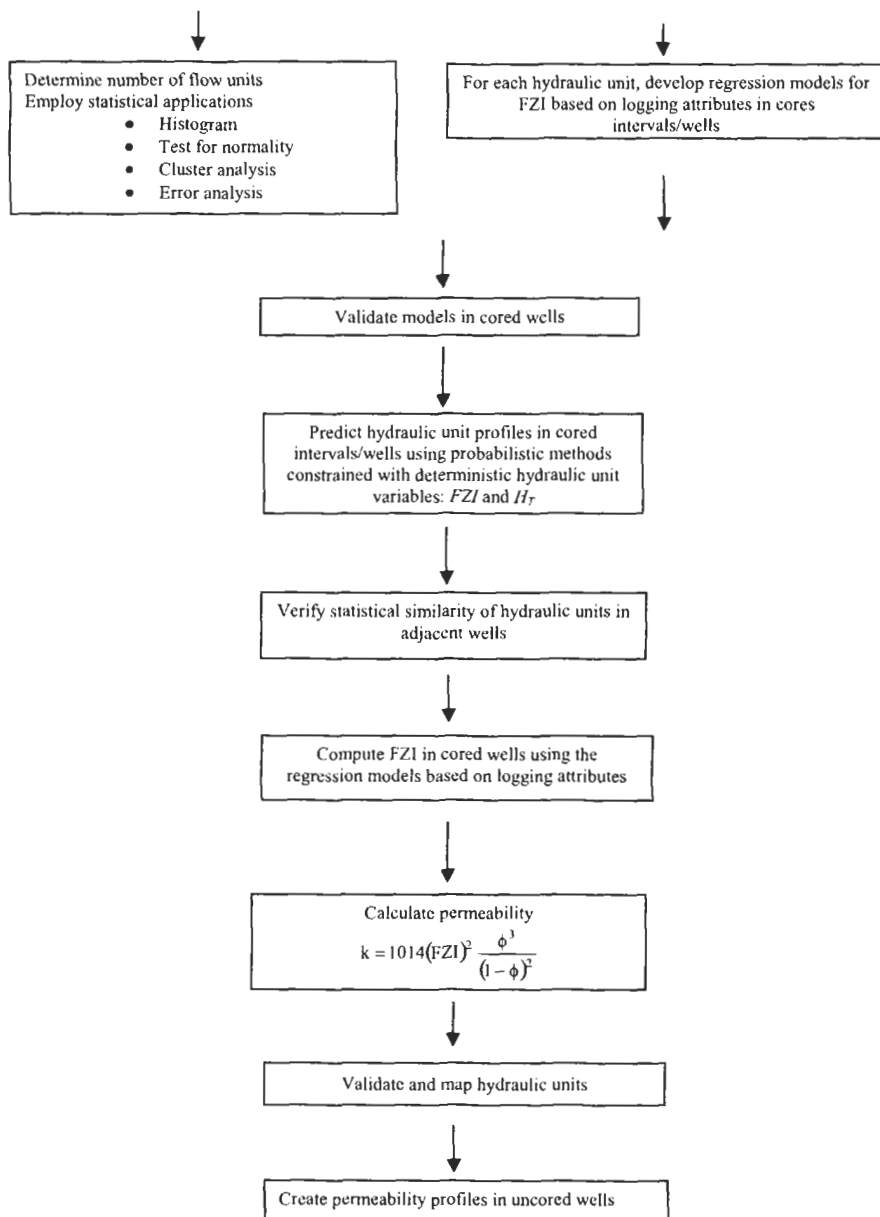 Determine number of flow units
Employ statistical applications
• Histogram
• Test for normality
• Cluster analysis
• Error analysis
For each hydraulic unit, develop regression models for
FZI based on logging attributes in cores
intervals/wells
Validate models in cored wells
Predict hydraulic unit profiles in cored
intervals/wells using probabilistic methods
constrained with deterministic hydraulic unit
variables: FZI and H_T
Verify statistical similarity of hydraulic units in
adjacent wells
Compute FZI in cored wells using the
regression models based on logging attributes
Calculate permeability
k = 1014(FZI)² ϕ³/(1 − ϕ)²
Validate and map hydraulic units
Create permeability profiles in uncored wells